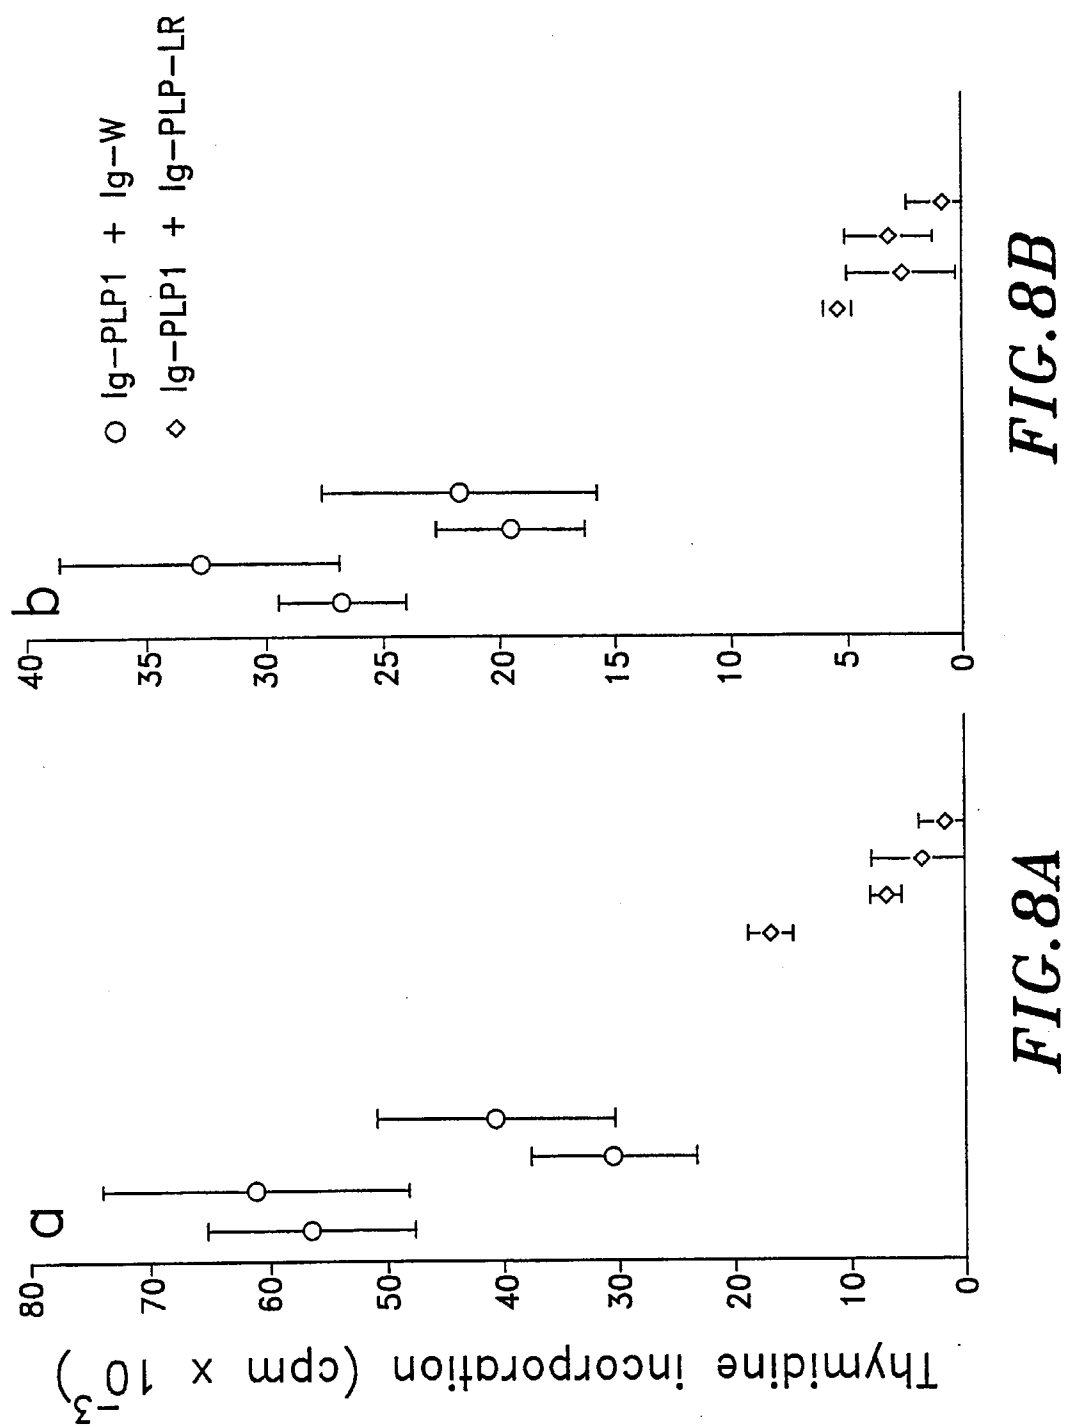 Thymidine incorporation (cpm x 10⁻³)
a
80
70
60
50
40
30
20
10
0
FIG.8A
b
40
35
30
25
20
15
10
5
0
Ig-PLP1 + Ig-W
Ig-PLP1 + Ig-PLP-LR
FIG.8B